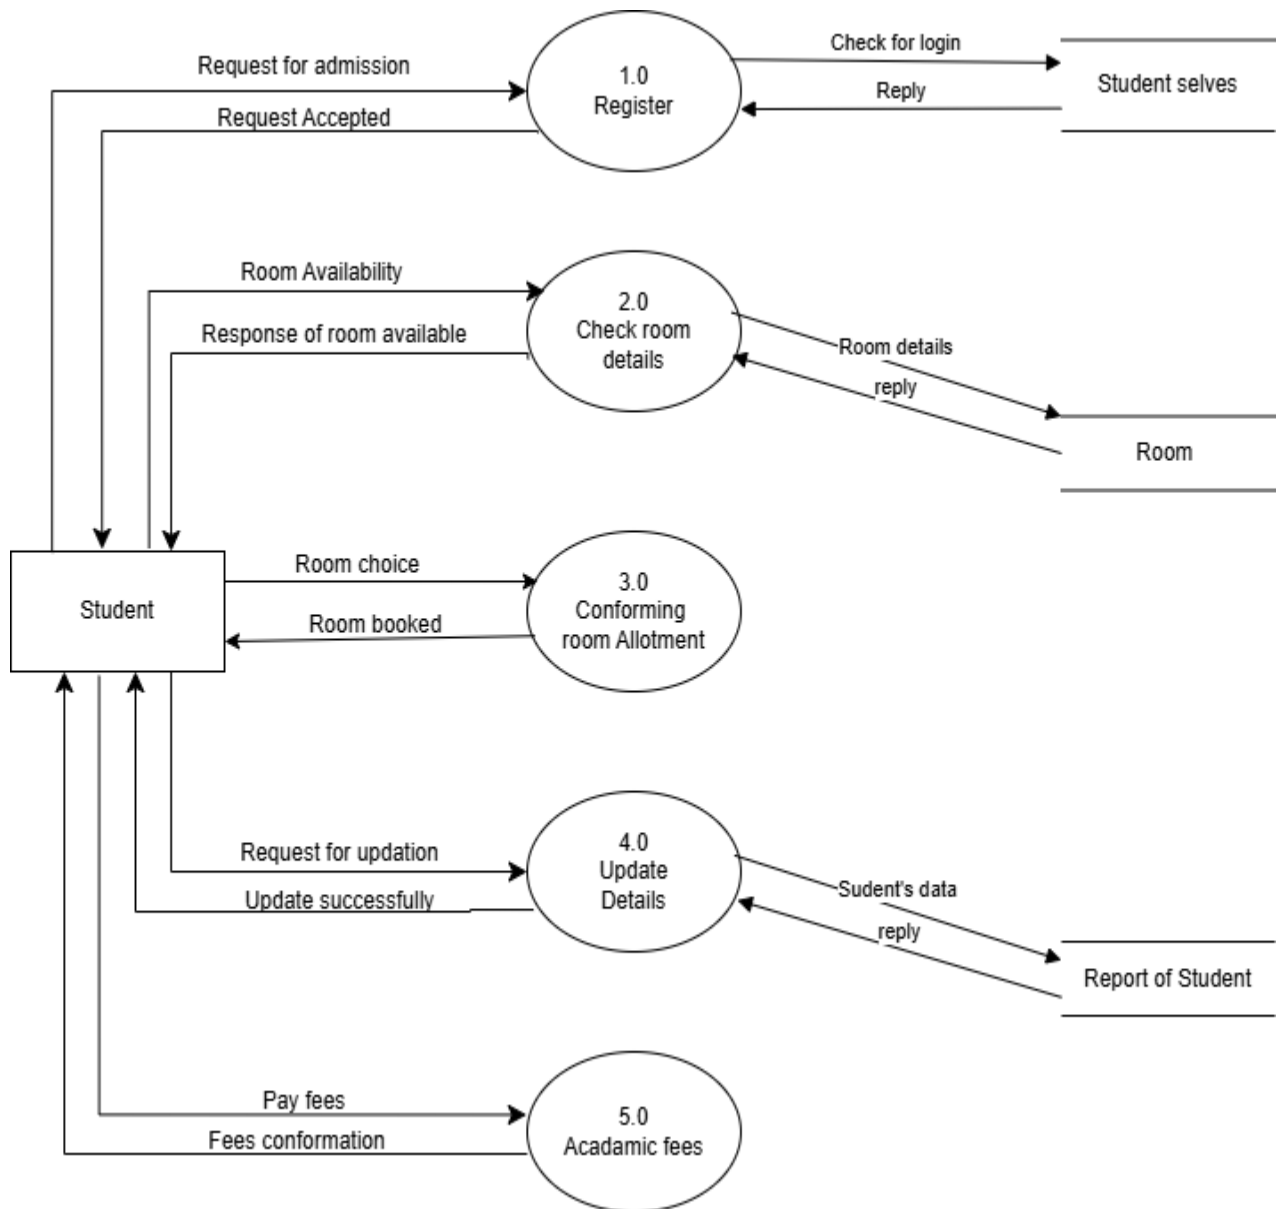 Request for admission
Request Accepted
1.0
Register
Check for login
Reply
Student selves
Room Availability
Response of room available
2.0
Check room
details
Room details
reply
Room
Student
Room choice
Room booked
3.0
Conforming
room Allotment
Request for updation
Update successfully
4.0
Update
Details
Sudent's data
reply
Report of Student
Pay fees
Fees conformation
5.0
Acadamic fees